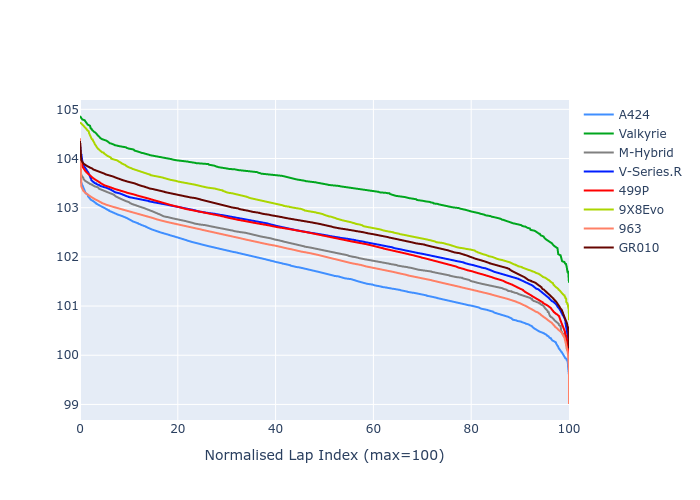 105
104
103
102
101
100
99
0
20
40
60
80
100
Normalised Lap Index (max=100)
A424
Valkyrie
M-Hybrid
V-Series.R
499P
9X8Evo
963
GR010